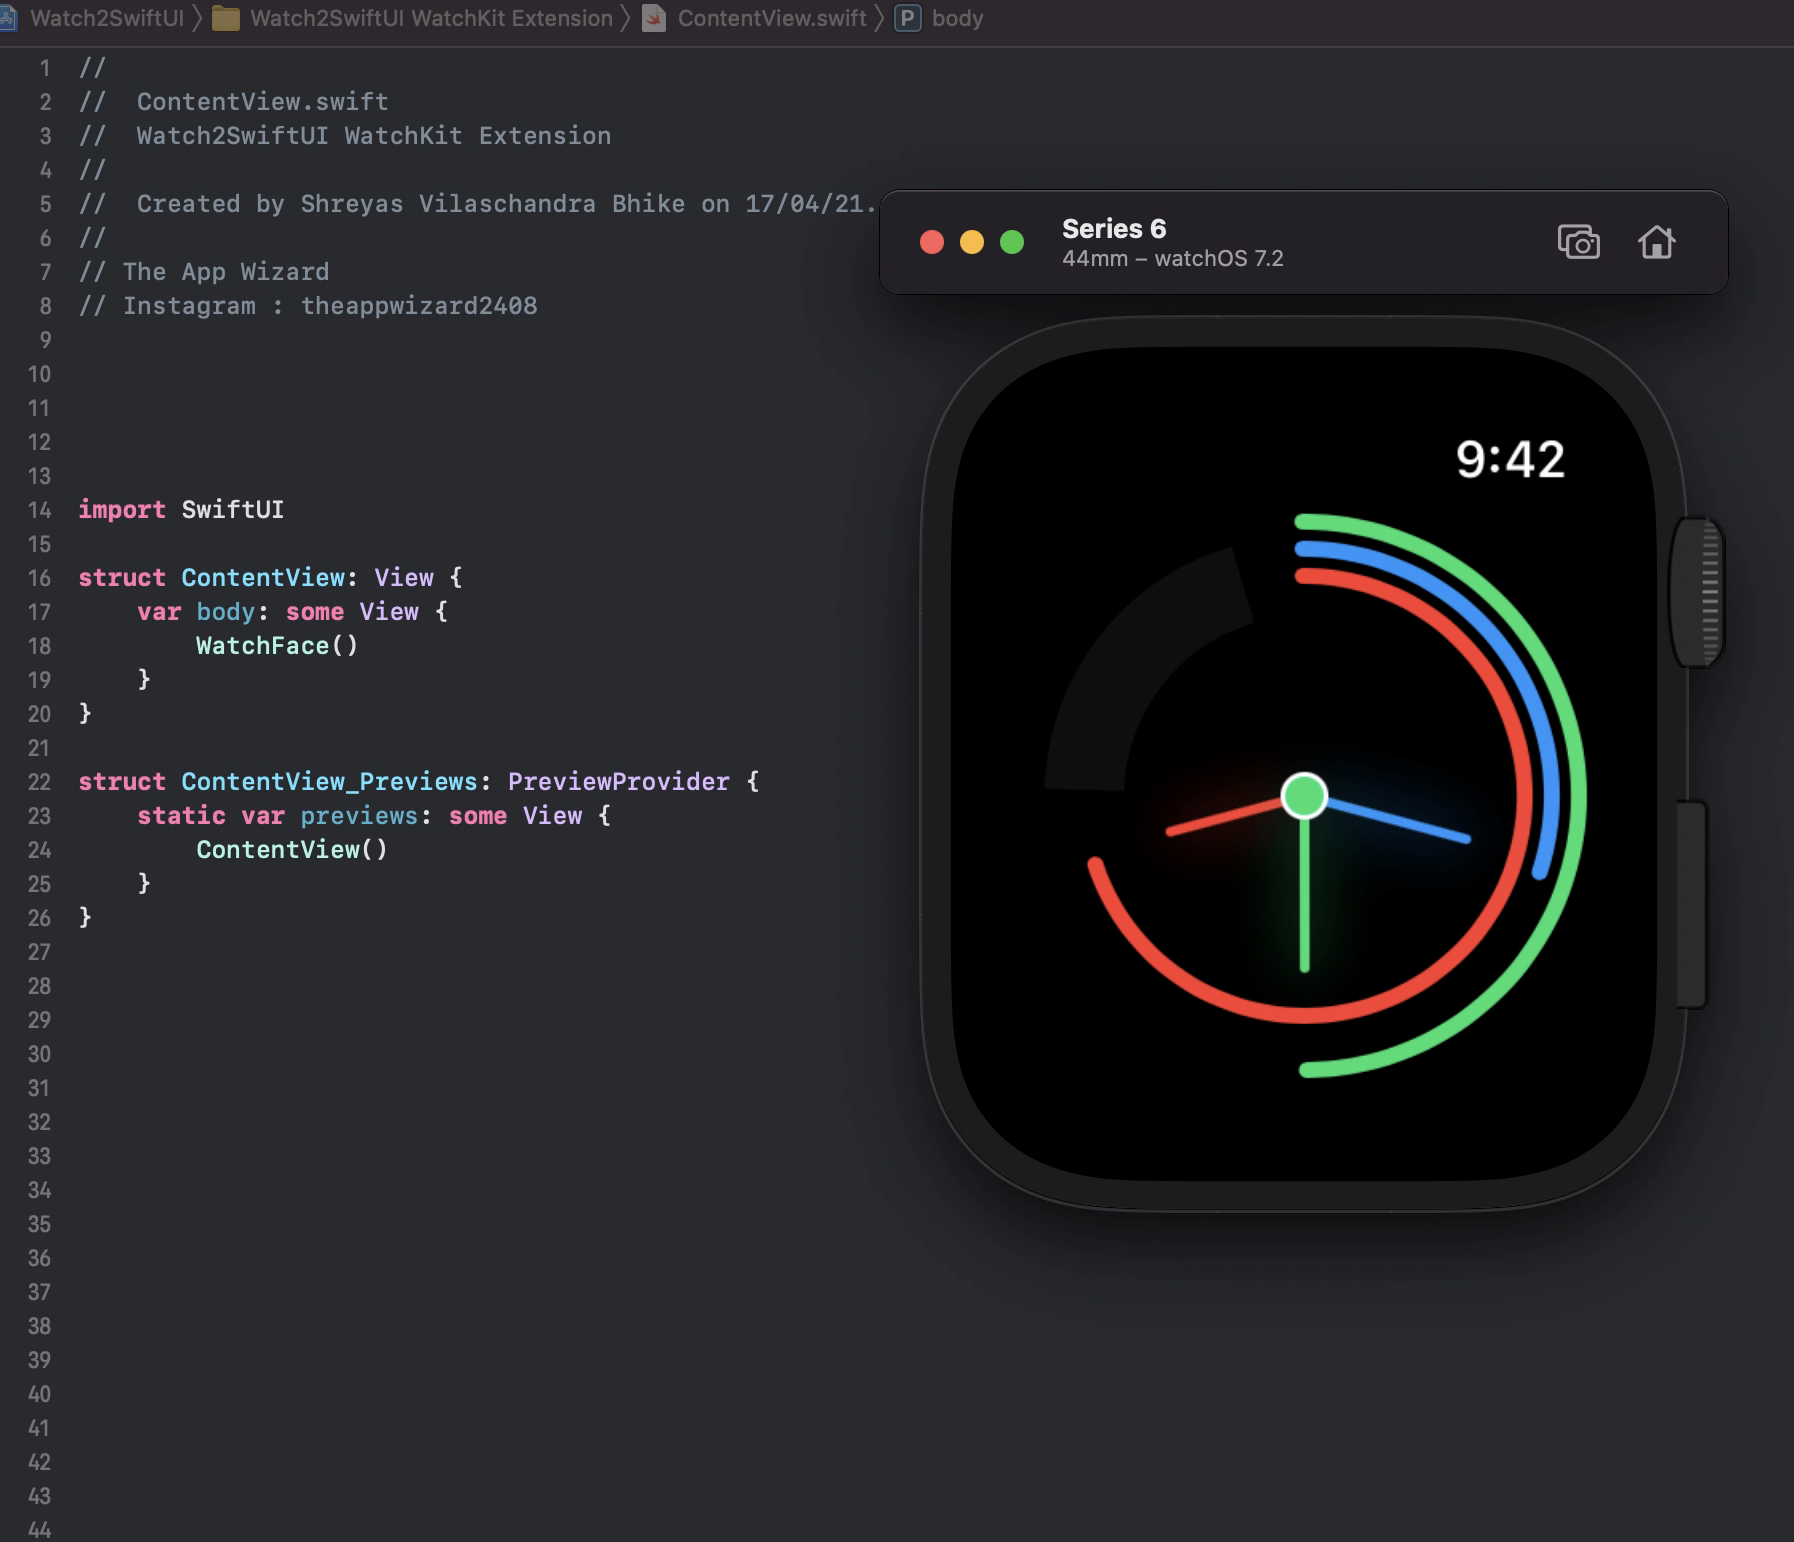 Watch2SwiftUI 〉 Watch2SwiftUI WatchKit Extension 〉 ContentView.swift 〉 P body
1 //
2 //  ContentView.swift
3 //  Watch2SwiftUI WatchKit Extension
4 //
5 //  Created by Shreyas Vilaschandra Bhike on 17/04/21.
6 //
7 // The App Wizard
8 // Instagram : theappwizard2408
9
10
11
12
13
14 import SwiftUI
15
16 struct ContentView: View {
17     var body: some View {
18         WatchFace()
19     }
20 }
21
22 struct ContentView_Previews: PreviewProvider {
23     static var previews: some View {
24         ContentView()
25     }
26 }
27
28
29
30
31
32
33
34
35
36
37
38
39
40
41
42
43
44
Series 6
44mm – watchOS 7.2
9:42